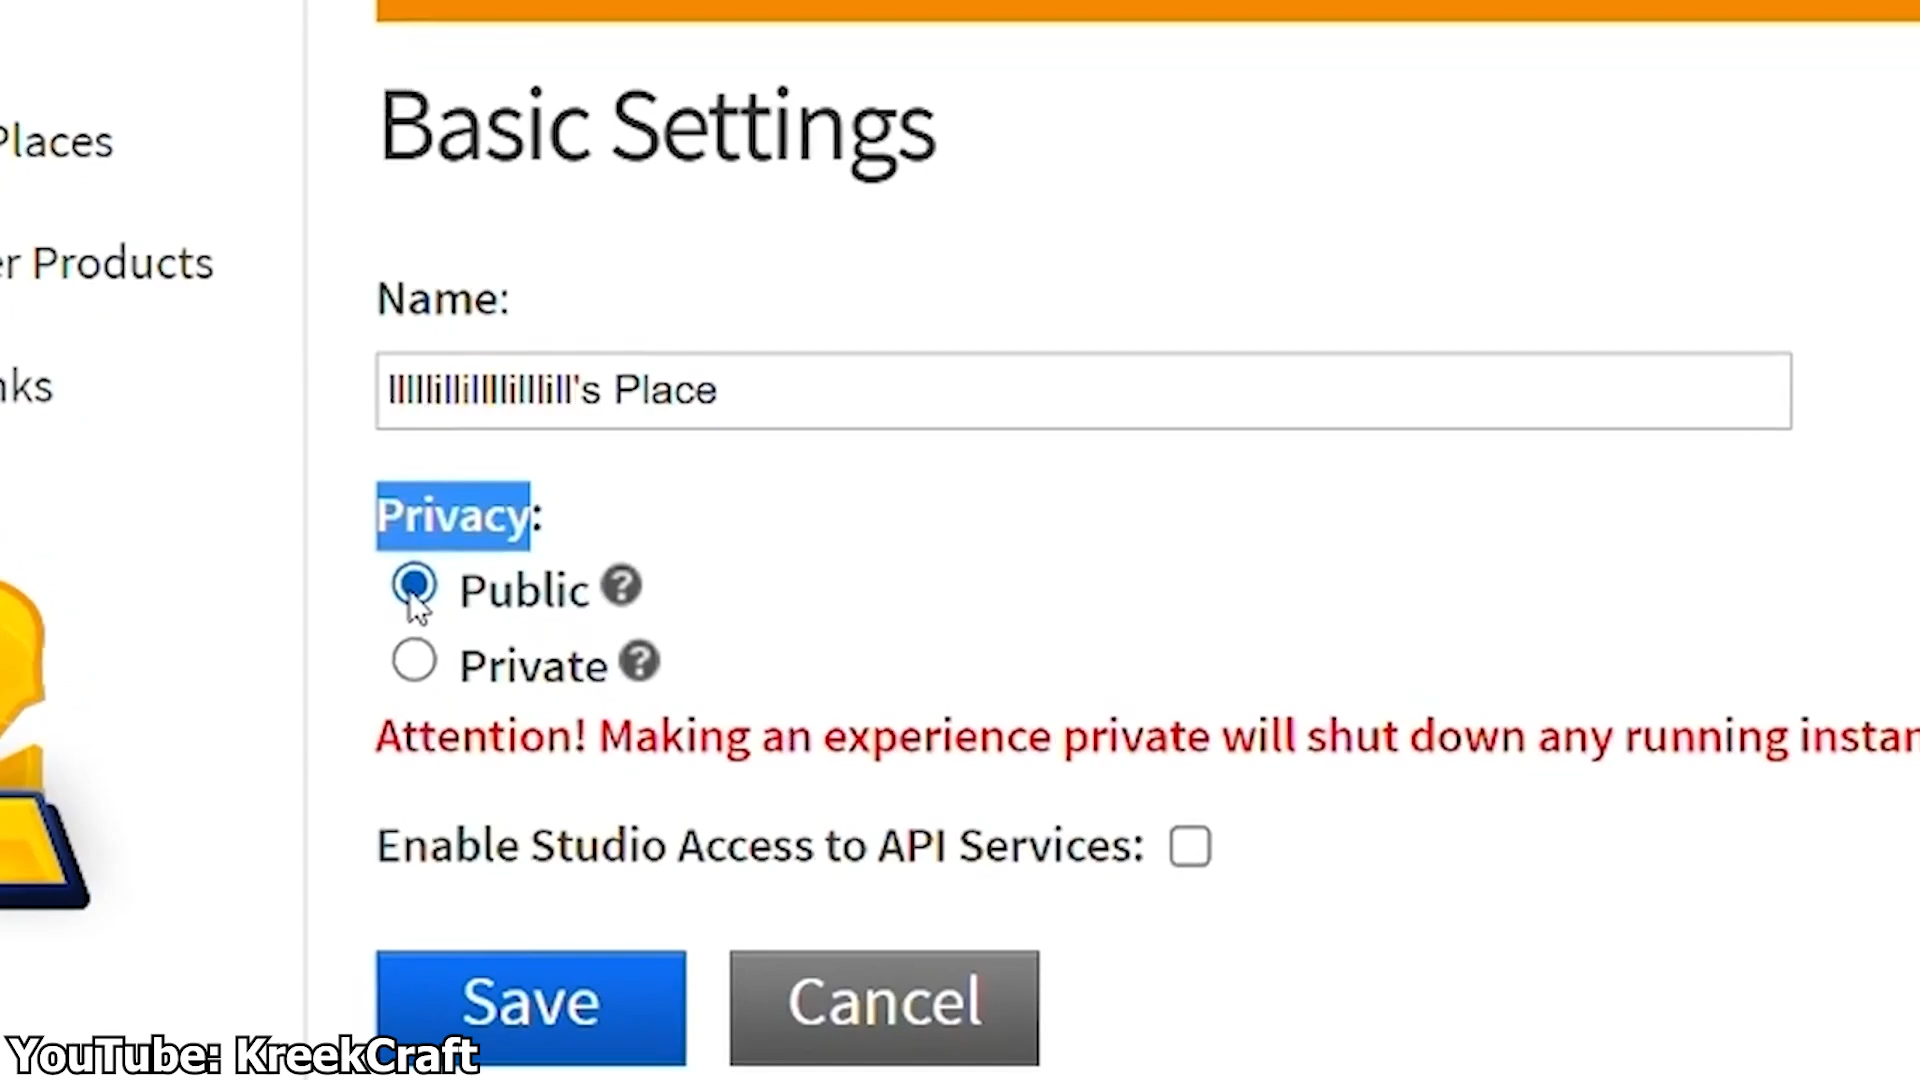 Basic Settings
Places
er Products
Name:
nks
's Place
Privacy:
Public
Private
Attention! Making an experience private will shut down any running instan
Enable Studio Access to API Services:
Save
Cancel
YouTube: KreekCraft